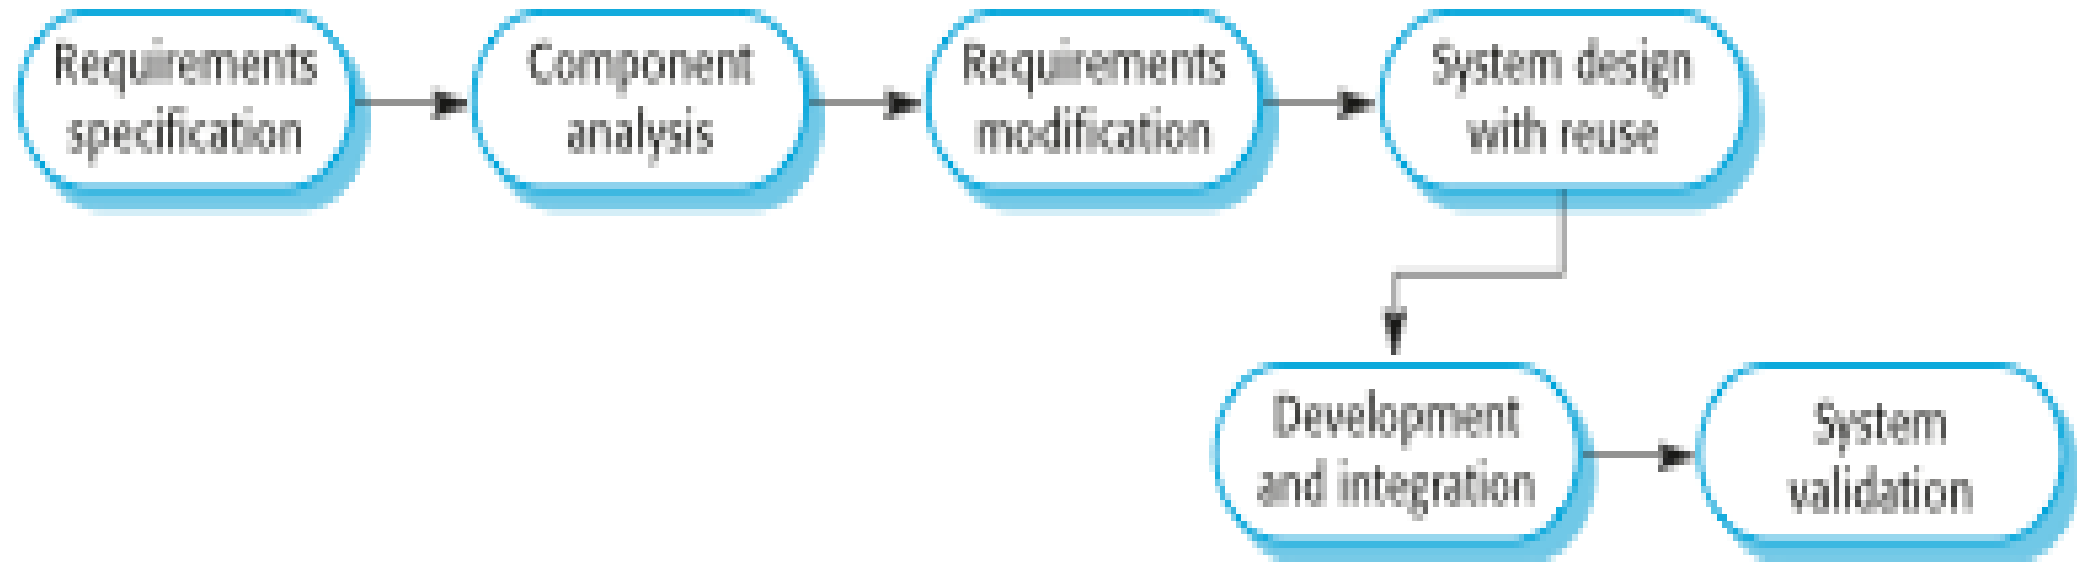 Requirements
specification
Component
analysis
Requirements
modification
System design
with reuse
Development
and integration
System
validation